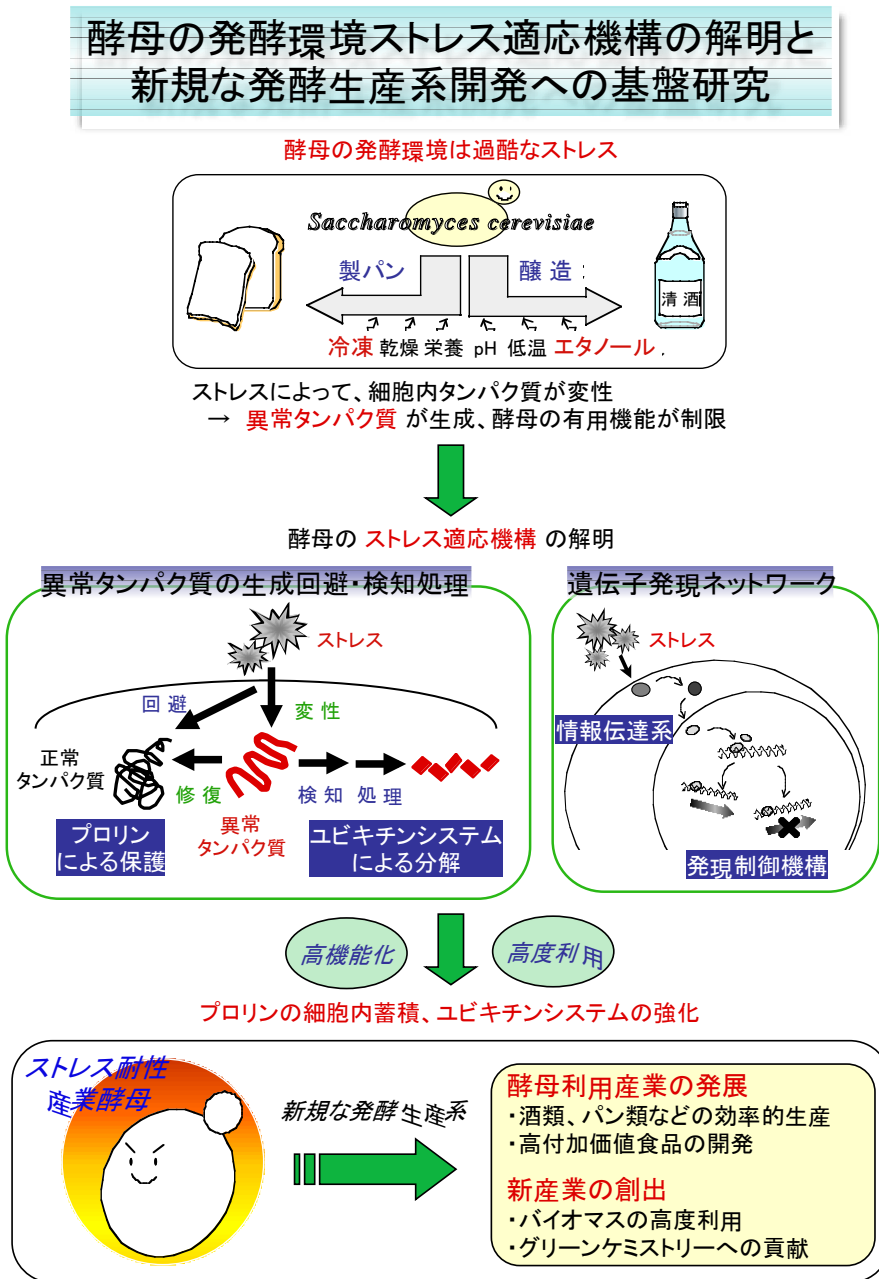 酵母の発酵環境ストレス適応機構の解明と
新規な発酵生産系開発への基盤研究
酵母の発酵環境は過酷なストレス
Saccharomyces cerevisiae
製パン 醸造:
清酒
冷凍 乾燥 栄養 pH 低温 エタノール.
ストレスによって、細胞内タンパク質が変性
→ 異常タンパク質 が生成、酵母の有用機能が制限
酵母の ストレス適応機構 の解明
異常タンパク質の生成回避・検知処理
ストレス
回避
変性
正常
タンパク質
修復
検知 処理
異常
タンパク質
プロリン
による保護
ユビキチンシステム
による分解
遺伝子発現ネットワーク
ストレス
情報伝達系
発現制御機構
高機能化
高度利用
プロリンの細胞内蓄積、ユビキチンシステムの強化
ストレス耐性
産業酵母
新規な発酵生産系
酵母利用産業の発展
・酒類、パン類などの効率的生産
・高付加価値食品の開発
新産業の創出
・バイオマスの高度利用
・グリーンケミストリーへの貢献